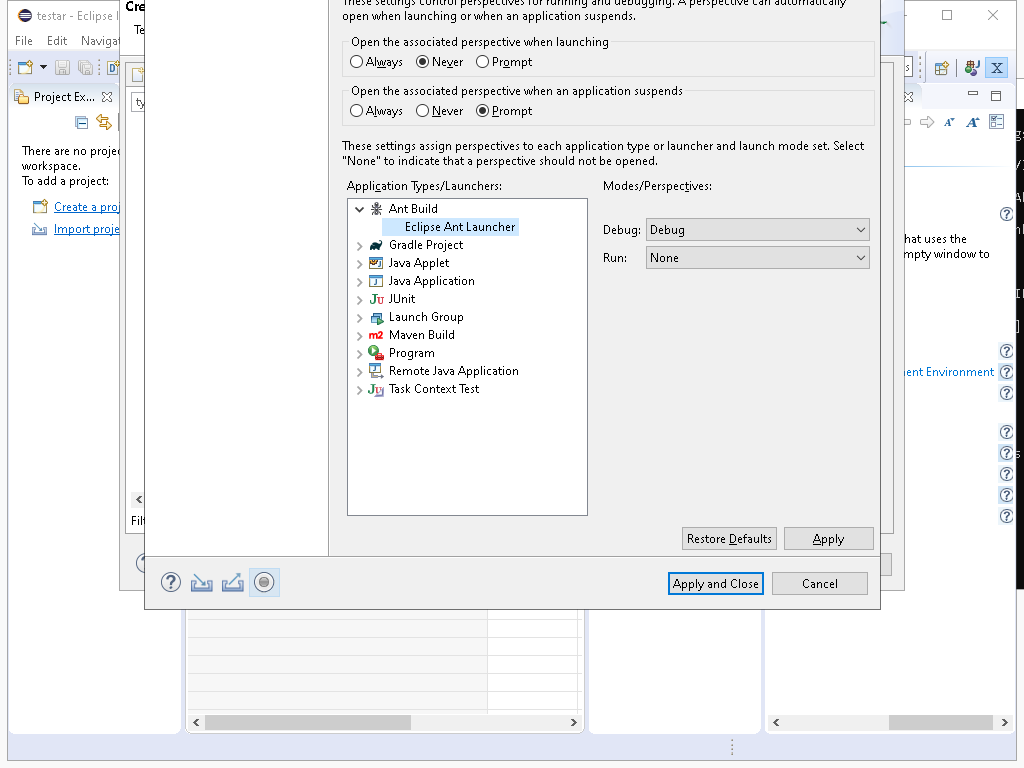 testar - Eclipse I
Cre
These settings control perspectives for running and debugging. A perspective can automatically
open when launching or when an application suspends.
File Edit Navigat
Te
Open the associated perspective when launching
Always Never Prompt
Open the associated perspective when an application suspends
Always Never Prompt
Project Ex...
ty
There are no proje
workspace.
To add a project:
Create a proj
Import proje
These settings assign perspectives to each application type or launcher and launch mode set. Select
"None" to indicate that a perspective should not be opened.
Application Types/Launchers:
Modes/Perspectives:
Ant Build
Eclipse Ant Launcher
Gradle Project
Java Applet
Java Application
JUnit
Launch Group
Maven Build
Program
Remote Java Application
Task Context Test
Debug: Debug
Run: None
hat uses the
mpty window to
ent Environment
Filt
Restore Defaults Apply
Apply and Close Cancel